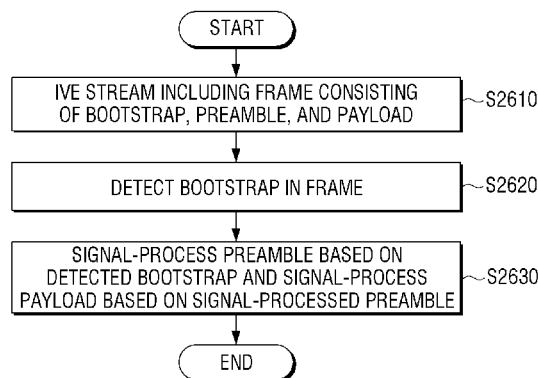 START
IVE STREAM INCLUDING FRAME CONSISTING
OF BOOTSTRAP, PREAMBLE, AND PAYLOAD
S2610
DETECT BOOTSTRAP IN FRAME
S2620
SIGNAL-PROCESS PREAMBLE BASED ON
DETECTED BOOTSTRAP AND SIGNAL-PROCESS
PAYLOAD BASED ON SIGNAL-PROCESSED PREAMBLE
S2630
END